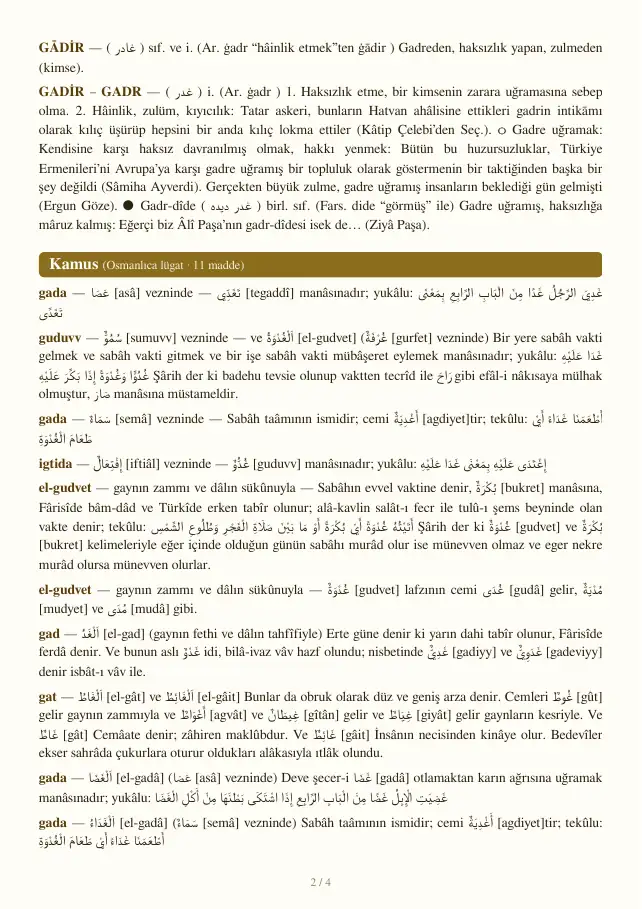 GĀDİR — ( غادر ) sıf. ve i. (Ar. ġadr “hâinlik etmek”ten ġādir ) Gadreden, haksızlık yapan, zulmeden
(kimse).
GADİR – GADR — ( غدر ) i. (Ar. ġadr ) 1. Haksızlık etme, bir kimsenin zarara uğramasına sebep
olma. 2. Hâinlik, zulüm, kıyıcılık: Tatar askeri, bunların Hatvan ahâlisine ettikleri gadrin intikāmı
olarak kılıç üşürüp hepsini bir anda kılıç lokma ettiler (Kâtip Çelebi’den Seç.). ○ Gadre uğramak:
Kendisine karşı haksız davranılmış olmak, hakkı yenmek: Bütün bu huzursuzluklar, Türkiye
Ermenileri’ni Avrupa’ya karşı gadre uğramış bir topluluk olarak göstermenin bir taktiğinden başka bir
şey değildi (Sâmiha Ayverdi). Gerçekten büyük zulme, gadre uğramış insanların beklediği gün gelmişti
(Ergun Göze). ● Gadr-dîde ( غدر ديده ) birl. sıf. (Fars. dide “görmüş” ile) Gadre uğramış, haksızlığa
mâruz kalmış: Eğerçi biz Âlî Paşa’nın gadr-dîdesi isek de… (Ziyâ Paşa).
Kamus (Osmanlıca lügat · 11 madde)
gada — عَصَا [asâ] vezninde — تَغَدِّى [tegaddî] manâsınadır; yukâlu: غَدِيَ الرَّجُلُ غَدًا مِنَ الْبَابِ الرَّابِعِ بِمَعْنَى
تَغَدَّى
guduvv — سُمُوٌّ [sumuvv] vezninde — ve اَلْغُدْوَةُ [el-gudvet] (غُرْفَةٌ [gurfet] vezninde) Bir yere sabâh vakti
gelmek ve sabâh vakti gitmek ve bir işe sabâh vakti mübâşeret eylemek manâsınadır; yukâlu: غَدَا عَلَيْهِ
غُدُوًّا وَغُدْوَةً إِذَا بَكَّرَ عَلَيْهِ Şârih der ki badehu tevsie olunup vaktten tecrîd ile رَاحَ gibi efâl-i nâkısaya mülhak
olmuştur, صَارَ manâsına müstameldir.
gada — سَمَاءٌ [semâ] vezninde — Sabâh taâmının ismidir; cemi أَغْدِيَةٌ [agdiyet]tir; tekûlu: أَطْعَمَنَا غَدَاءً أَيْ
طَعَامَ الْغُدْوَةِ
igtida — إِفْتِعَالٌ [iftiâl] vezninde — غُدُوٌّ [guduvv] manâsınadır; yukâlu: إِغْتَدَى عَلَيْهِ بِمَعْنَى غَدَا عَلَيْهِ
el-gudvet — gaynın zammı ve dâlın sükûnuyla — Sabâhın evvel vaktine denir, بُكْرَةٌ [bukret] manâsına,
Fârisîde bâm-dâd ve Türkîde erken tabîr olunur; alâ-kavlin salât-ı fecr ile tulû-ı şems beyninde olan
vakte denir; tekûlu: أَتَيْتُهُ غُدْوَةً أَيْ بُكْرَةً أَوْ مَا بَيْنَ صَلَاةِ الْفَجْرِ وَطُلُوعِ الشَّمْسِ Şârih der ki غُدْوَةٌ [gudvet] ve بُكْرَةٌ
[bukret] kelimeleriyle eğer içinde olduğun günün sabâhı murâd olur ise münevven olmaz ve eger nekre
murâd olursa münevven olurlar.
el-gudvet — gaynın zammı ve dâlın sükûnuyla — غُدْوَةٌ [gudvet] lafzının cemi غُدًى [gudâ] gelir, مُدْيَةٌ
[mudyet] ve مُدًى [mudâ] gibi.
gad — اَلْغَدُ [el-gad] (gaynın fethi ve dâlın tahfîfiyle) Erte güne denir ki yarın dahi tabîr olunur, Fârisîde
ferdâ denir. Ve bunun aslı غَدْوٌ idi, bilâ-ivaz vâv hazf olundu; nisbetinde غَدِيٌّ [gadiyy] ve غَدَوِيٌّ [gadeviyy]
denir isbât-ı vâv ile.
gat — اَلْغَاطُ [el-gât] ve اَلْغَائِطُ [el-gâit] Bunlar da obruk olarak düz ve geniş arza denir. Cemleri غُوطٌ [gût]
gelir gaynın zammıyla ve أَغْوَاطٌ [agvât] ve غِيطَانٌ [gîtân] gelir ve غِيَاطٌ [giyât] gelir gaynların kesriyle. Ve
غَاطٌ [gât] Cemâate denir; zâhiren maklûbdur. Ve غَائِطٌ [gâit] İnsânın necisinden kinâye olur. Bedevîler
ekser sahrâda çukurlara oturur oldukları alâkasıyla ıtlâk olundu.
gada — اَلْغَضَا [el-gadâ] (عَصَا [asâ] vezninde) Deve şecer-i غَضَا [gadâ] otlamaktan karın ağrısına uğramak
manâsınadır; yukâlu: غَضِيَتِ الْإِبِلُ غَضًا مِنَ الْبَابِ الرَّابِعِ إِذَا اشْتَكَى بَطْنَهَا مِنْ أَكْلِ الْغَضَا
gada — اَلْغَدَاءُ [el-gadâ] (سَمَاءٌ [semâ] vezninde) Sabâh taâmının ismidir; cemi أَغْدِيَةٌ [agdiyet]tir; tekûlu:
أَطْعَمَنَا غَدَاءً أَيْ طَعَامَ الْغُدْوَةِ
2 / 4